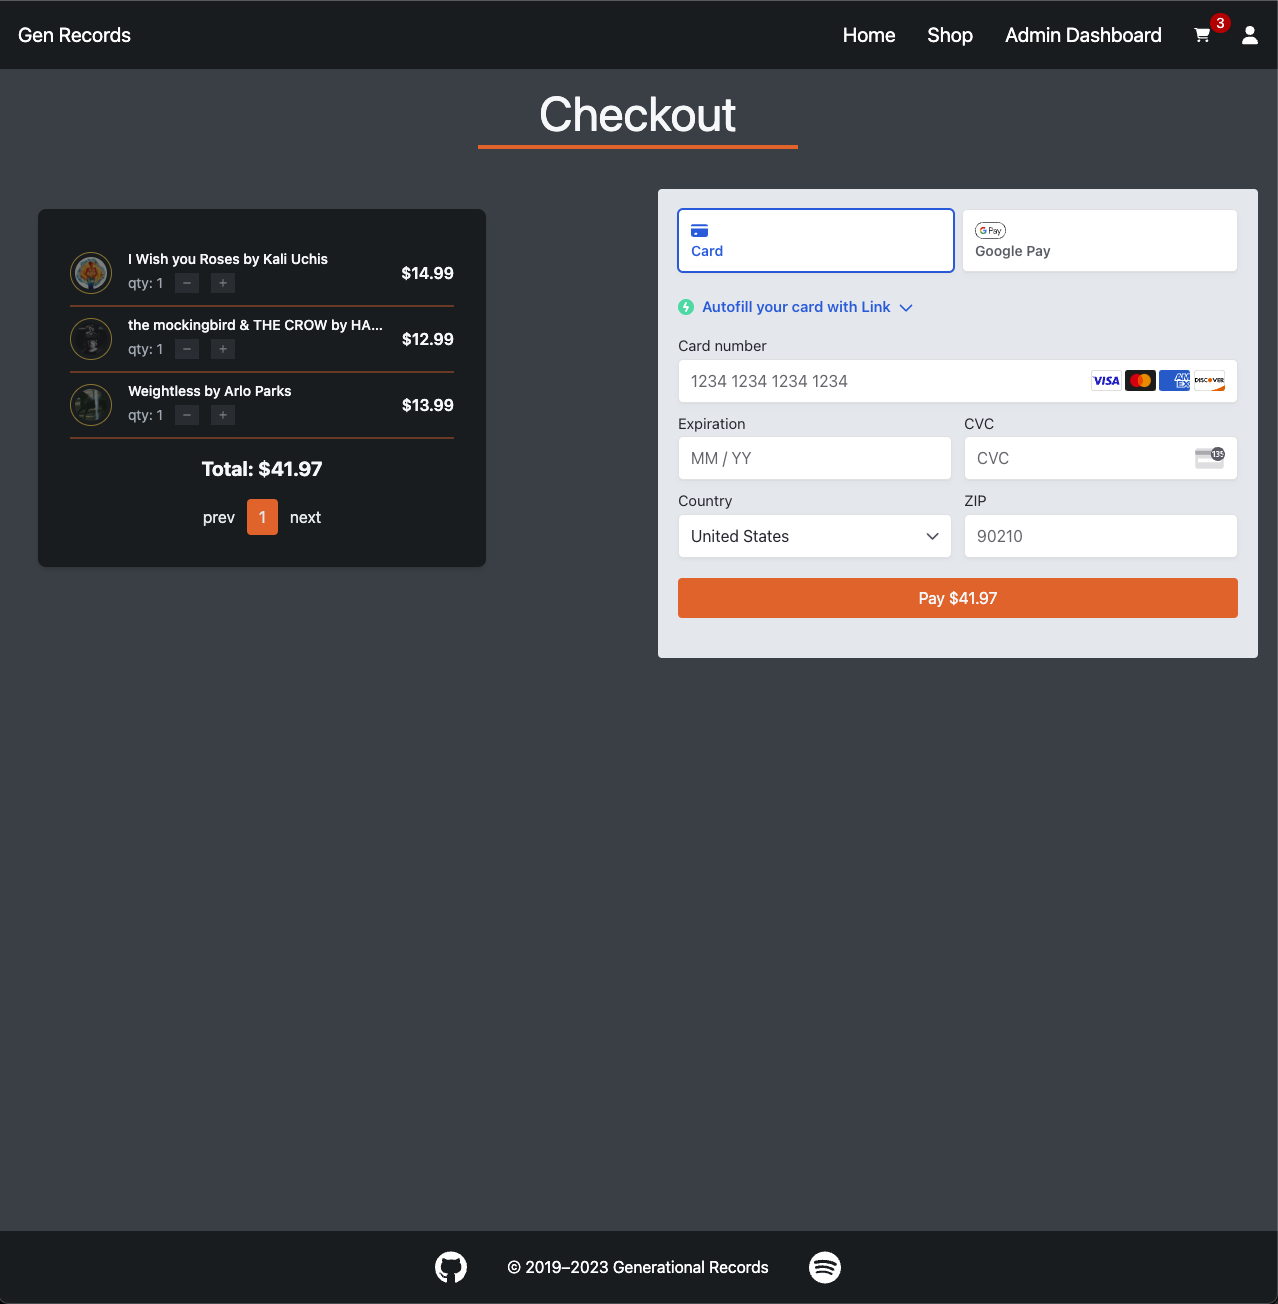 Gen Records
Home
Shop
Admin Dashboard
3
Checkout
I Wish you Roses by Kali Uchis
qty: 1 − +
$14.99
the mockingbird & THE CROW by HA...
qty: 1 − +
$12.99
Weightless by Arlo Parks
qty: 1 − +
$13.99
Total: $41.97
prev 1 next
Card
G Pay
Google Pay
Autofill your card with Link
Card number
1234 1234 1234 1234
VISA
AM EX
DISCOVER
Expiration
MM / YY
CVC
CVC
135
Country
United States
ZIP
90210
Pay $41.97
© 2019–2023 Generational Records